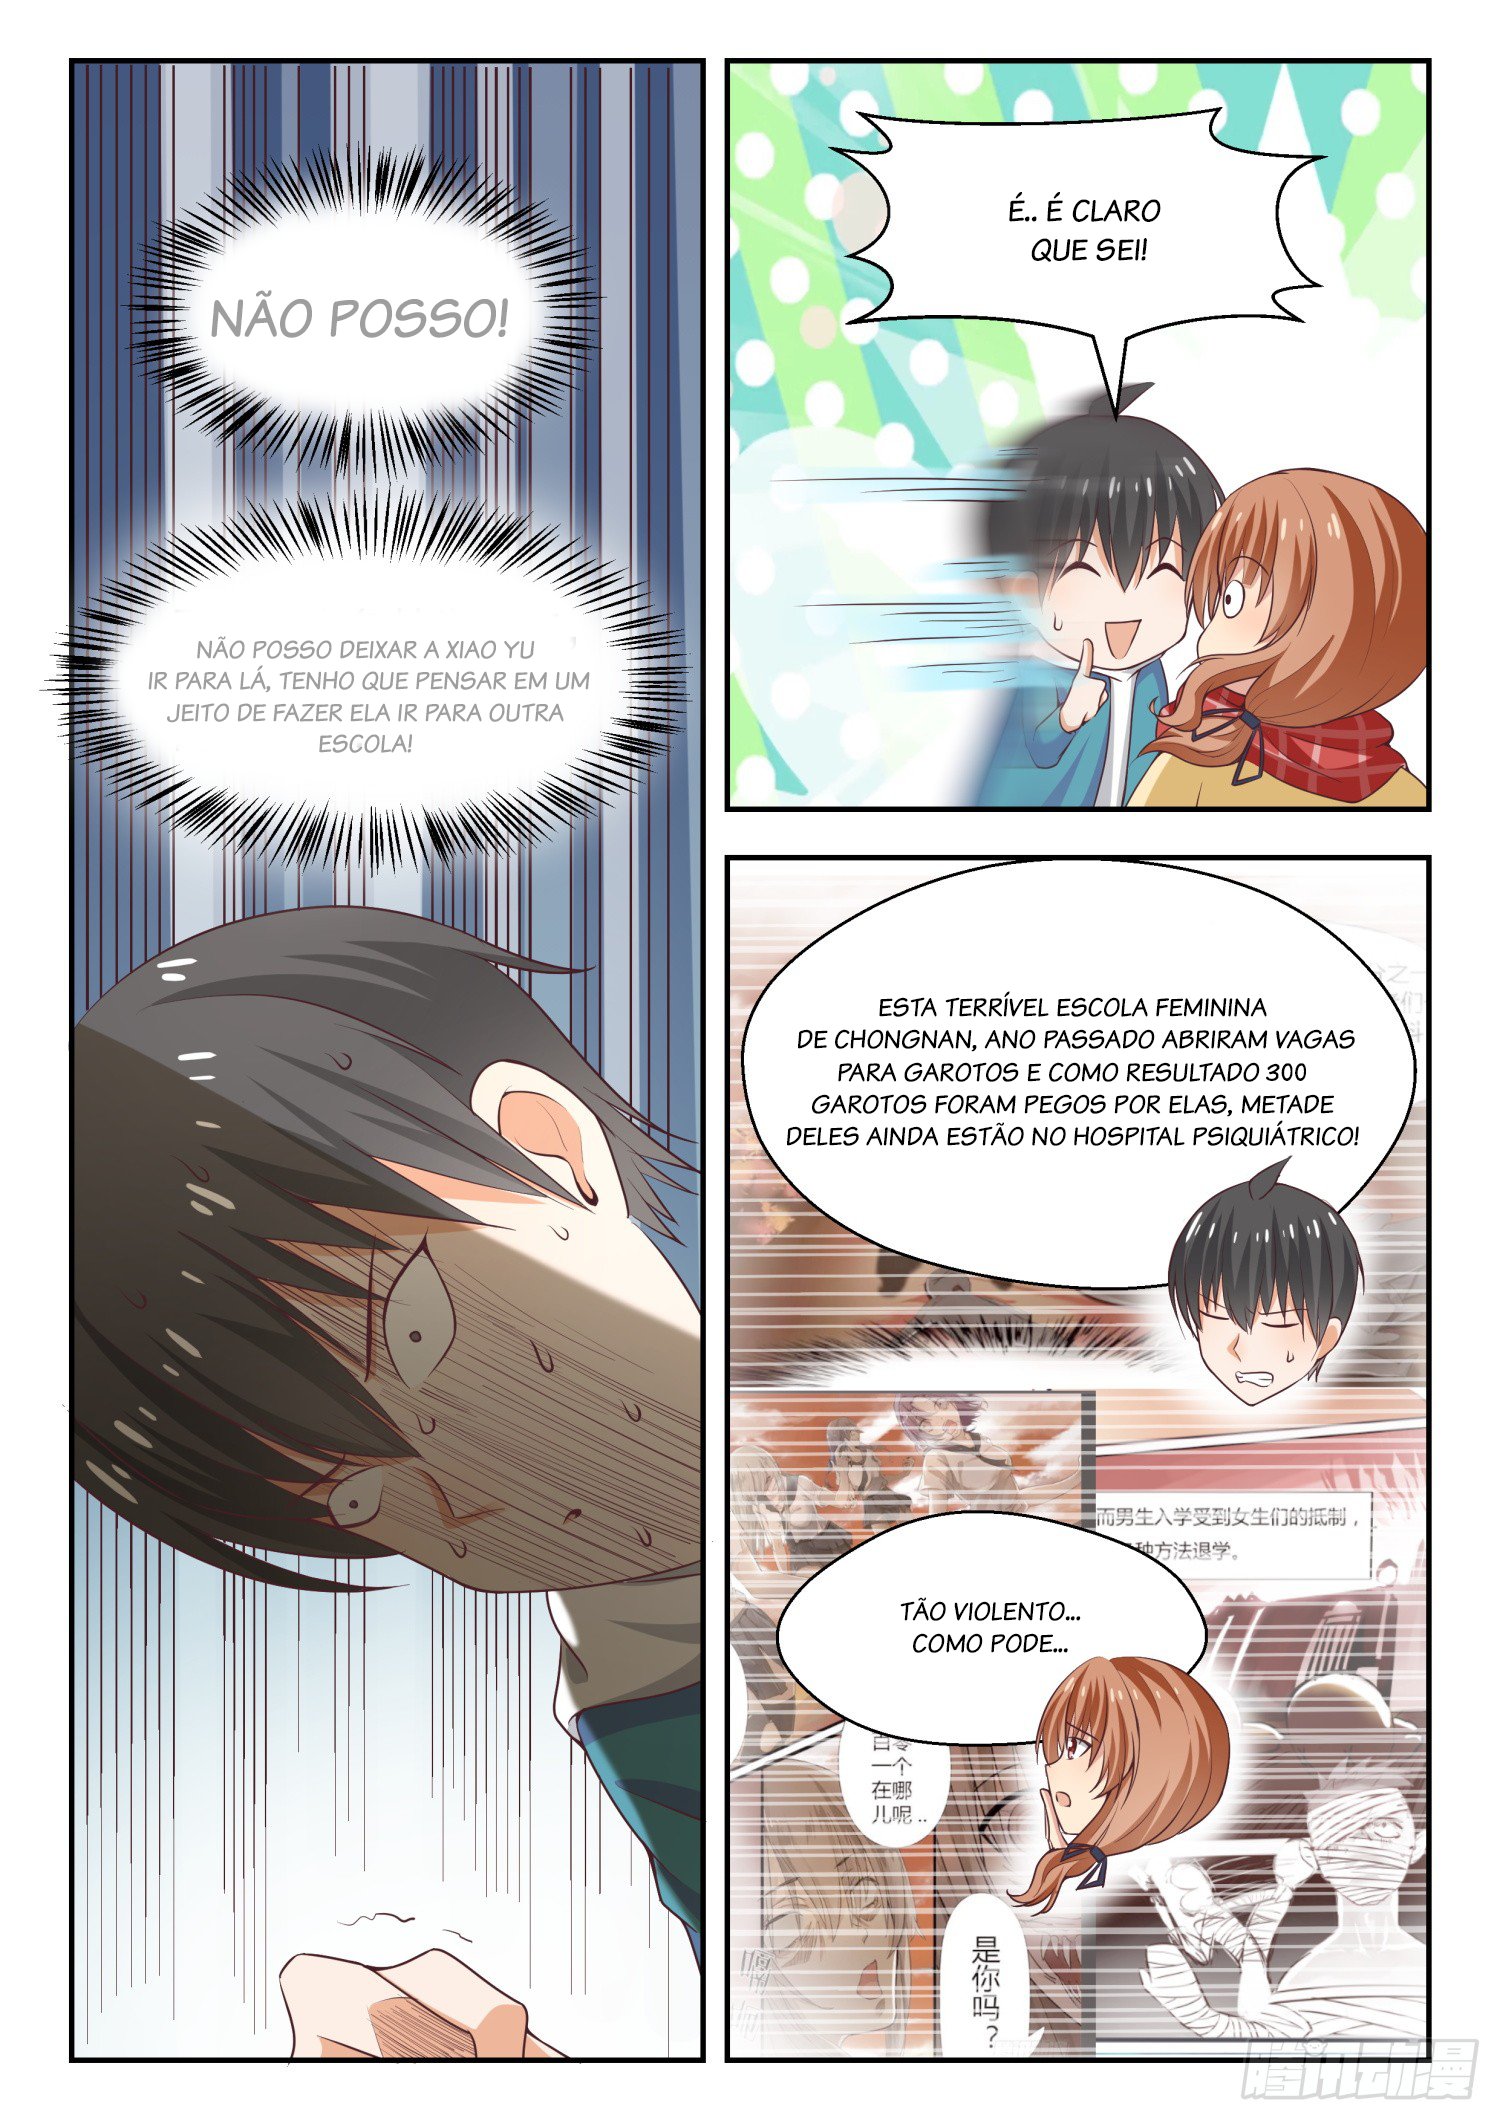 É.. É CLARO
QUE SEI!
ESTA TERRÍVEL ESCOLA FEMININA
DE CHONGNAN, ANO PASSADO ABRIRAM VAGAS
PARA GAROTOS E COMO RESULTADO 300
GAROTOS FORAM PEGOS POR ELAS, METADE
DELES AINDA ESTÃO NO HOSPITAL PSIQUIÁTRICO!
而男生入学受到女生们的抵制，
种方法退学。
TÃO VIOLENTO...
COMO PODE...
一个
在哪
儿呢..
是你吗?
NÃO POSSO!
NÃO POSSO DEIXAR A XIAO YU
IR PARA LÁ, TENHO QUE PENSAR EM UM
JEITO DE FAZER ELA IR PARA OUTRA
ESCOLA!
腾讯动漫